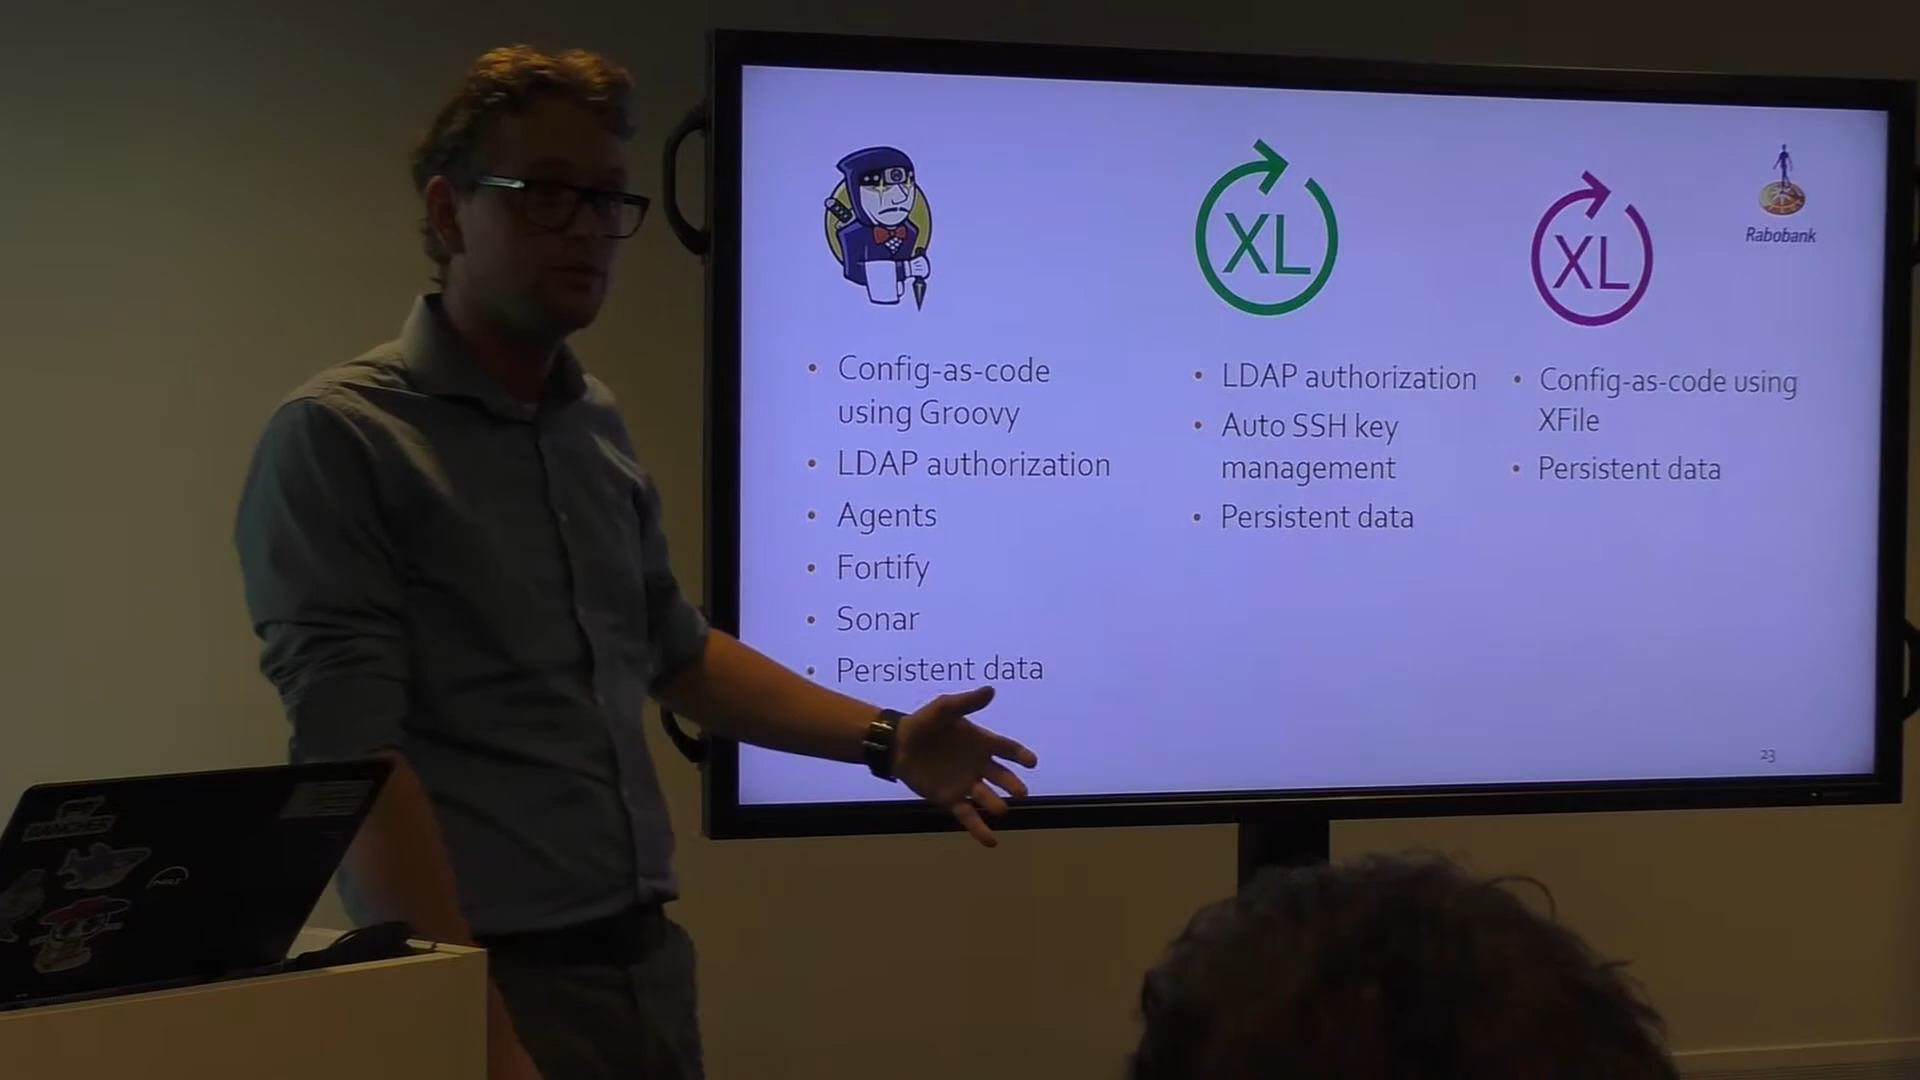 XL
XL
Rabobank
• Config-as-code
using Groovy
• LDAP authorization
• Agents
• Fortify
• Sonar
• Persistent data
• LDAP authorization
• Auto SSH key
management
• Persistent data
• Config-as-code using
XFile
• Persistent data
23